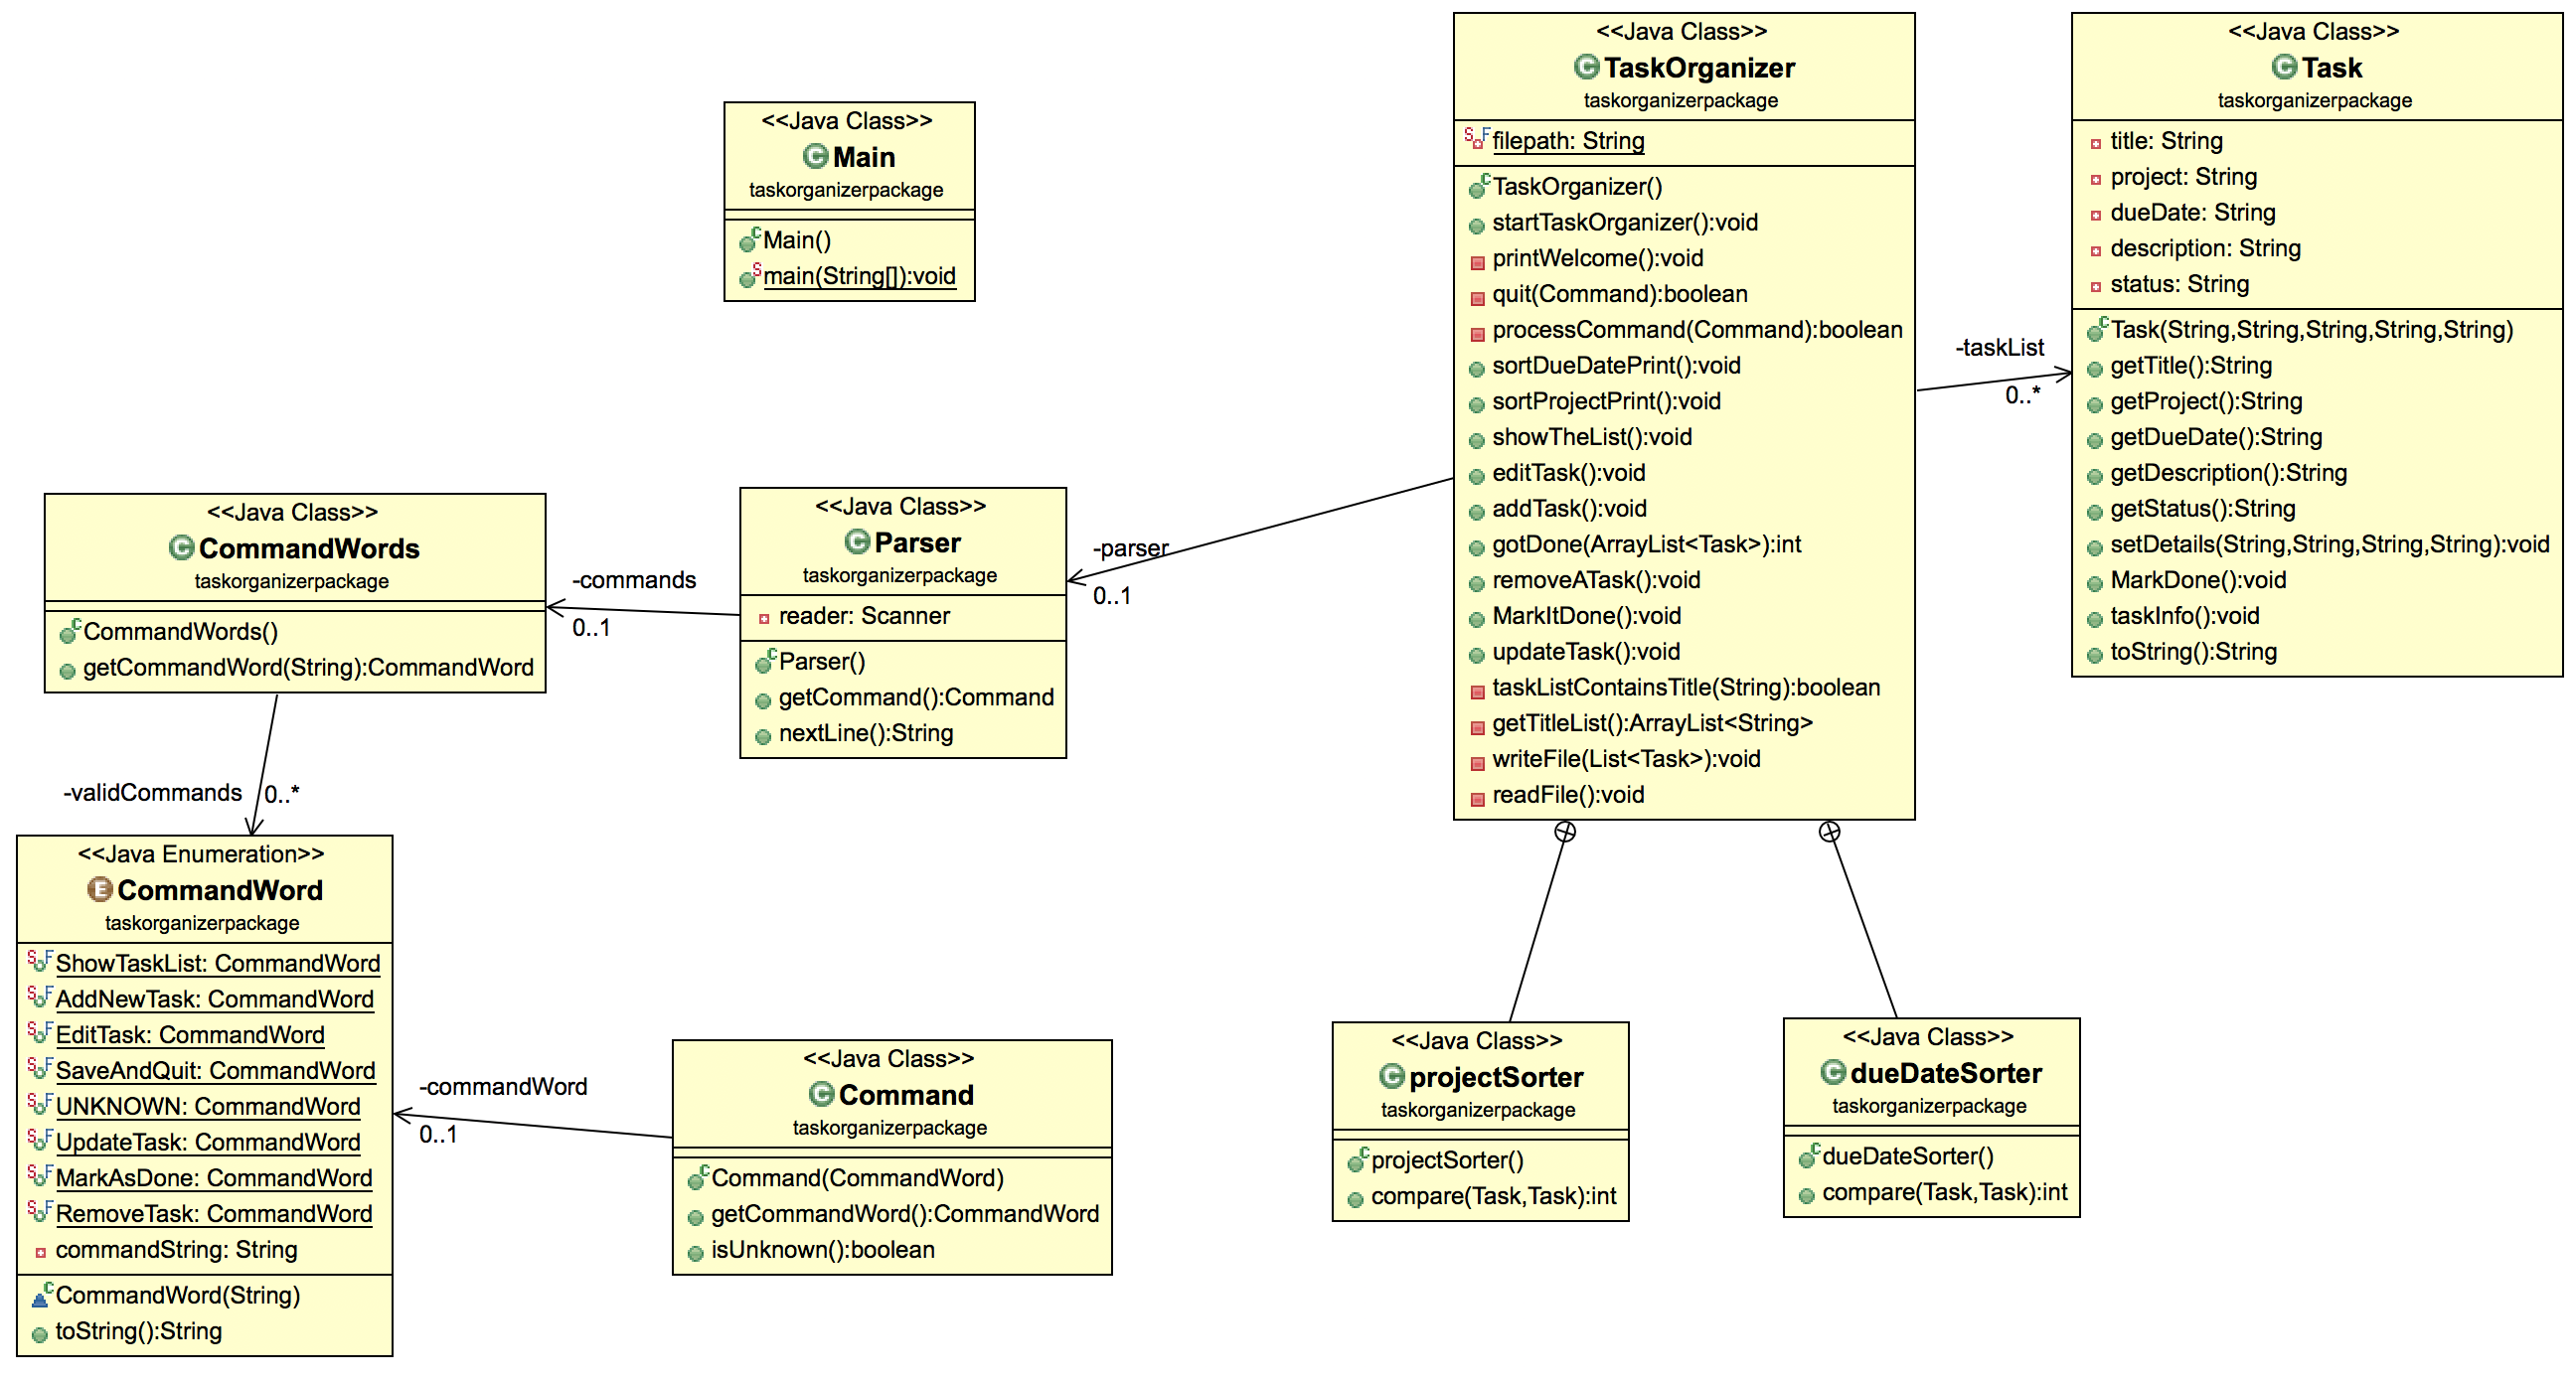 <<Java Class>>
Main
taskorganizerpackage
Main()
main(String[]):void
<<Java Class>>
TaskOrganizer
taskorganizerpackage
filepath: String
TaskOrganizer()
startTaskOrganizer():void
printWelcome():void
quit(Command):boolean
processCommand(Command):boolean
sortDueDatePrint():void
sortProjectPrint():void
showTheList():void
editTask():void
addTask():void
gotDone(ArrayList<Task>):int
removeATask():void
MarkItDone():void
updateTask():void
taskListContainsTitle(String):boolean
getTitleList():ArrayList<String>
writeFile(List<Task>):void
readFile():void
-taskList
0..*
<<Java Class>>
Task
taskorganizerpackage
title: String
project: String
dueDate: String
description: String
status: String
Task(String,String,String,String,String)
getTitle():String
getProject():String
getDueDate():String
getDescription():String
getStatus():String
setDetails(String,String,String,String):void
MarkDone():void
taskInfo():void
toString():String
<<Java Class>>
CommandWords
taskorganizerpackage
CommandWords()
getCommandWord(String):CommandWord
-commands
0..1
<<Java Class>>
Parser
taskorganizerpackage
reader: Scanner
Parser()
getCommand():Command
nextLine():String
-parser
0..1
-validCommands
0..*
<<Java Enumeration>>
CommandWord
taskorganizerpackage
ShowTaskList: CommandWord
AddNewTask: CommandWord
EditTask: CommandWord
SaveAndQuit: CommandWord
UNKNOWN: CommandWord
UpdateTask: CommandWord
MarkAsDone: CommandWord
RemoveTask: CommandWord
commandString: String
CommandWord(String)
toString():String
-commandWord
0..1
<<Java Class>>
Command
taskorganizerpackage
Command(CommandWord)
getCommandWord():CommandWord
isUnknown():boolean
<<Java Class>>
projectSorter
taskorganizerpackage
projectSorter()
compare(Task,Task):int
<<Java Class>>
dueDateSorter
taskorganizerpackage
dueDateSorter()
compare(Task,Task):int